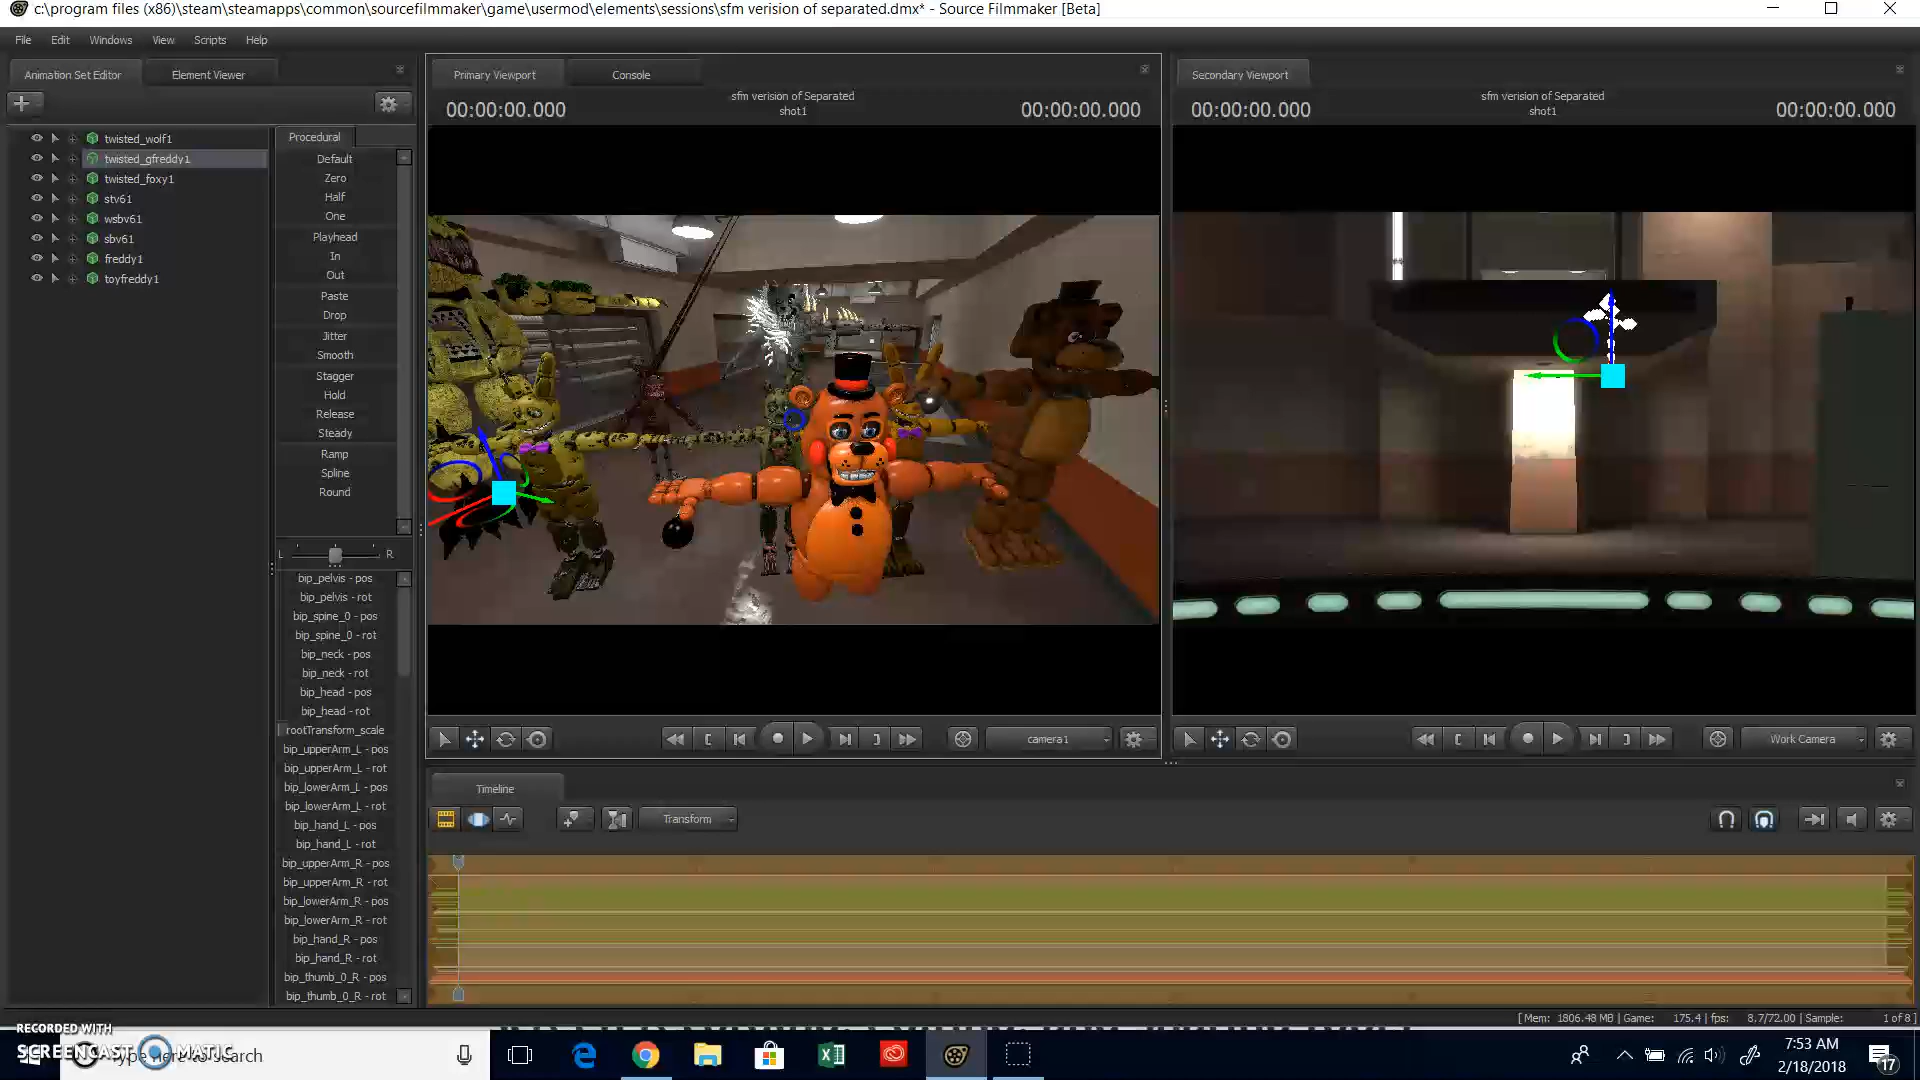 c:\program files (x86)\steam\steamapps\common\sourcefilmmaker\game\usermod\elements\sessions\sfm verision of separated.dmx* - Source Filmmaker [Beta]
File Edit Windows View Scripts Help
Animation Set Editor Element Viewer
twisted_wolf1
twisted_gfreddy1
twisted_foxy1
stv61
wsbv61
sbv61
freddy1
toyfreddy1
Procedural
Default
Zero
Half
One
Playhead
In
Out
Paste
Drop
Jitter
Smooth
Stagger
Hold
Release
Steady
Ramp
Spline
Round
L R
bip_pelvis - pos
bip_pelvis - rot
bip_spine_0 - pos
bip_spine_0 - rot
bip_neck - pos
bip_neck - rot
bip_head - pos
bip_head - rot
rootTransform_scale
bip_upperArm_L - pos
bip_upperArm_L - rot
bip_lowerArm_L - pos
bip_lowerArm_L - rot
bip_hand_L - pos
bip_hand_L - rot
bip_upperArm_R - pos
bip_upperArm_R - rot
bip_lowerArm_R - pos
bip_lowerArm_R - rot
bip_hand_R - pos
bip_hand_R - rot
bip_thumb_0_R - pos
bip_thumb_0_R - rot
Primary Viewport Console
00:00:00.000 sfm verision of Separated 00:00:00.000
shot1
camera1
Secondary Viewport
00:00:00.000 sfm verision of Separated 00:00:00.000
shot1
Work Camera
Timeline
Transform
[ Mem: 1806.48 MB | Game: 175.4 | fps: 8.7/72.00 | Sample: 1 of 8 ]
RECORDED WITH
SCREENCAST MATIC
Type here to search
7:53 AM
2/18/2018
17